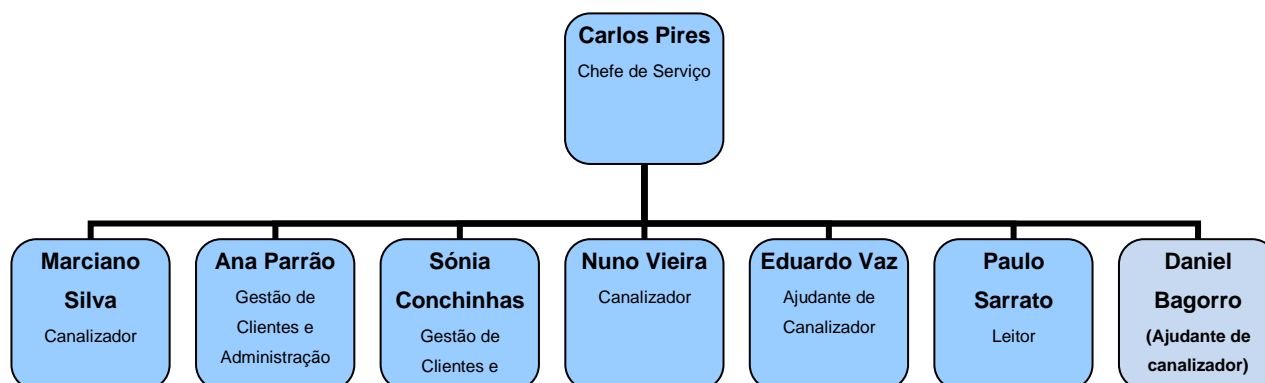 Carlos Pires
Chefe de Serviço
Marciano
Silva
Canalizador
Ana Parrão
Gestão de
Clientes e
Administração
Sónia
Conchinhas
Gestão de
Clientes e
Nuno Vieira
Canalizador
Eduardo Vaz
Ajudante de
Canalizador
Paulo
Sarrato
Leitor
Daniel
Bagorro
(Ajudante de
canalizador)